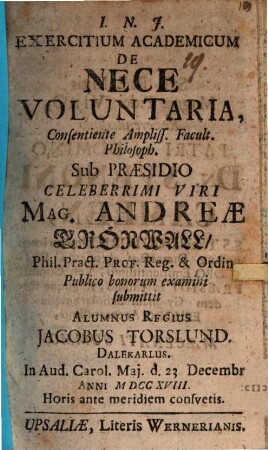 I. N. J.
EXERCITIUM ACADEMICUM
DE
NECE
29.
VOLUNTARIA,
Consentiente Ampliss. Facult.
Philosoph.
Sub PRÆSIDIO
CELEBERRIMI VIRI
MAG. ANDREÆ
GRÖNWALL/
Phil. Pract. PROF. Reg. & Ordin
Publico bonorum examini
submittit
ALUMNUS REGIUS
JACOBUS TORSLUND.
DALEKARLUS.
In Aud. Carol. Maj. d. 23 Decembr
ANNI MDCCXVIII.
Horis ante meridiem consvetis.
UPSALLÆ, Literis WERNERIANIS.